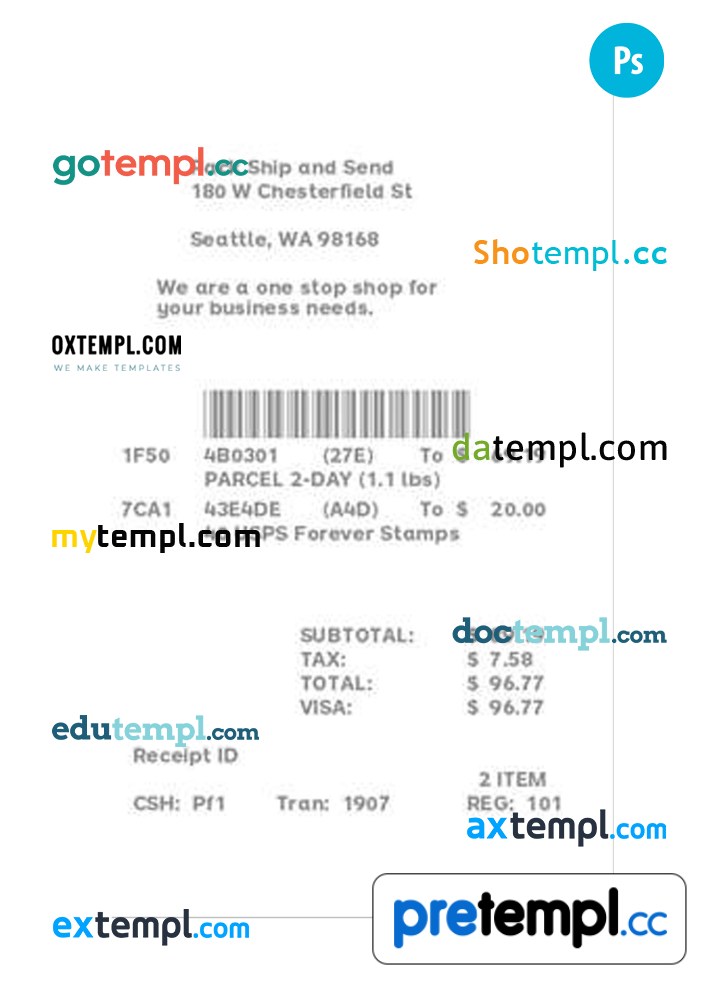 Ps
gotempl.cc
Ship and Send
180 W Chesterfield St
Seattle, WA 98168
Shotempl.cc
We are a one stop shop for
your business needs.
OXTEMPL.COM
WE MAKE TEMPLATES
1F50 4B0301 (27E) To $
datempl.com
PARCEL 2-DAY (1.1 lbs)
7CA1 43E4DE (A4D) To $ 20.00
USPS Forever Stamps
mytempl.com
SUBTOTAL:
doctempl.com
TAX: $ 7.58
TOTAL: $ 96.77
VISA: $ 96.77
edutempl.com
Receipt ID
2 ITEM
CSH: Pf1 Tran: 1907 REG: 101
axtempl.com
pretempl.cc
extempl.com